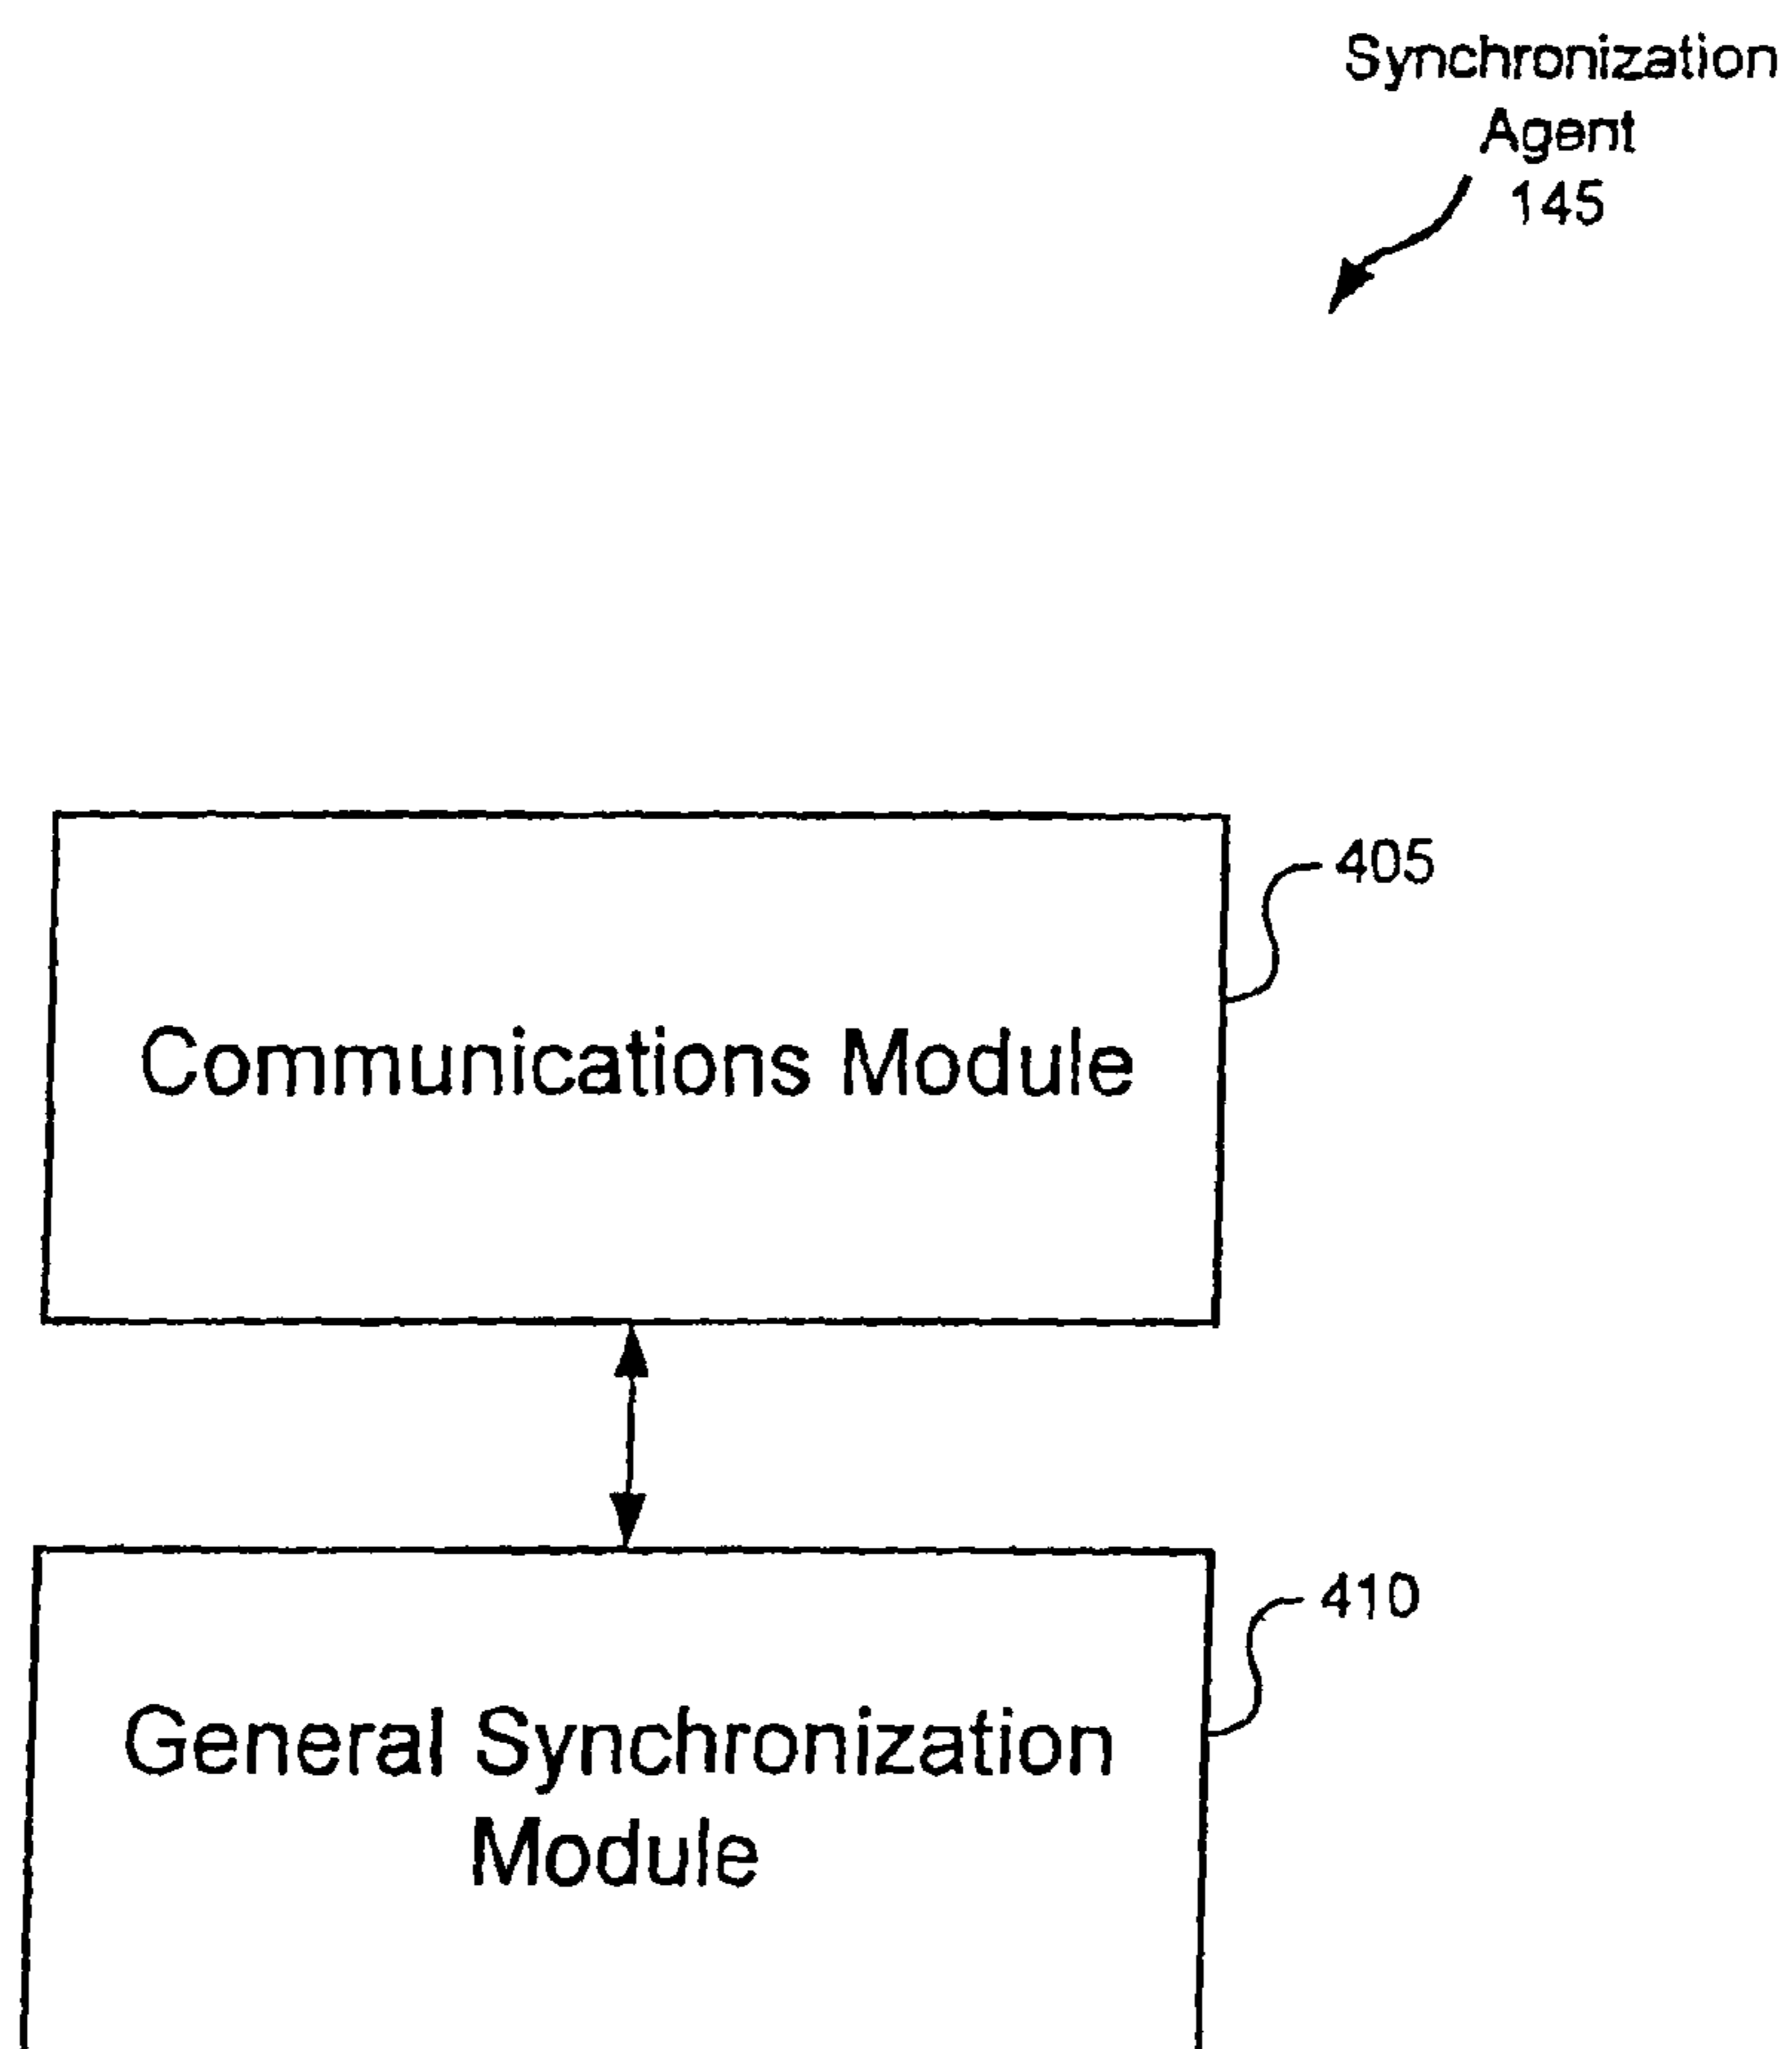 Synchronization
Agent
145
405
Communications Module
410
General Synchronization
Module